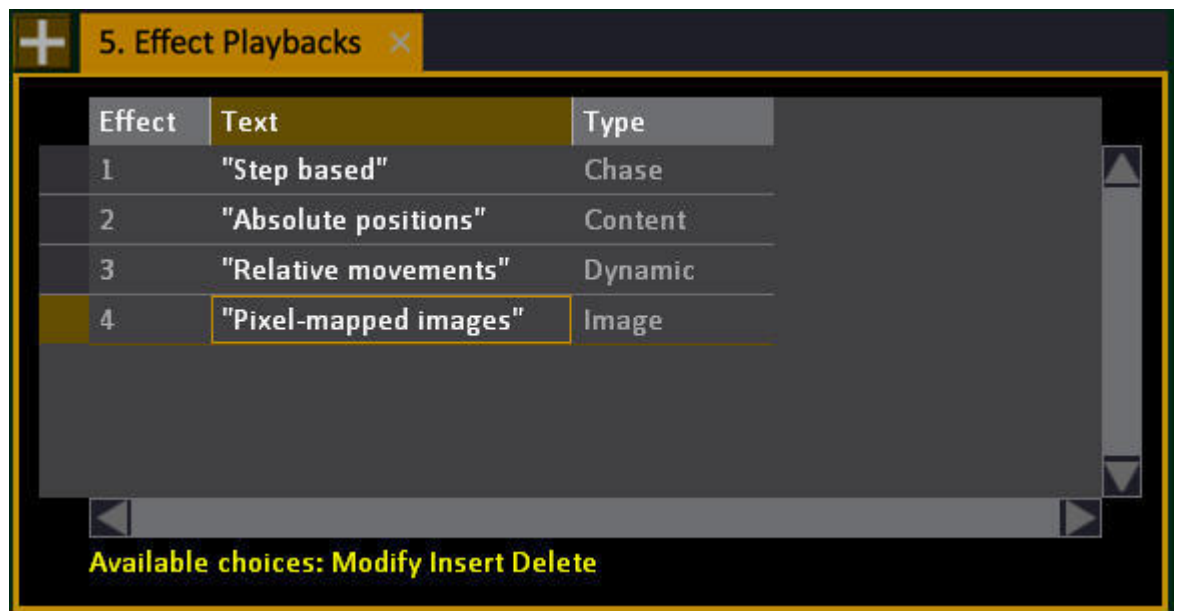 5. Effect Playbacks ×
Effect Text Type
1 "Step based" Chase
2 "Absolute positions" Content
3 "Relative movements" Dynamic
4 "Pixel-mapped images" Image
Available choices: Modify Insert Delete